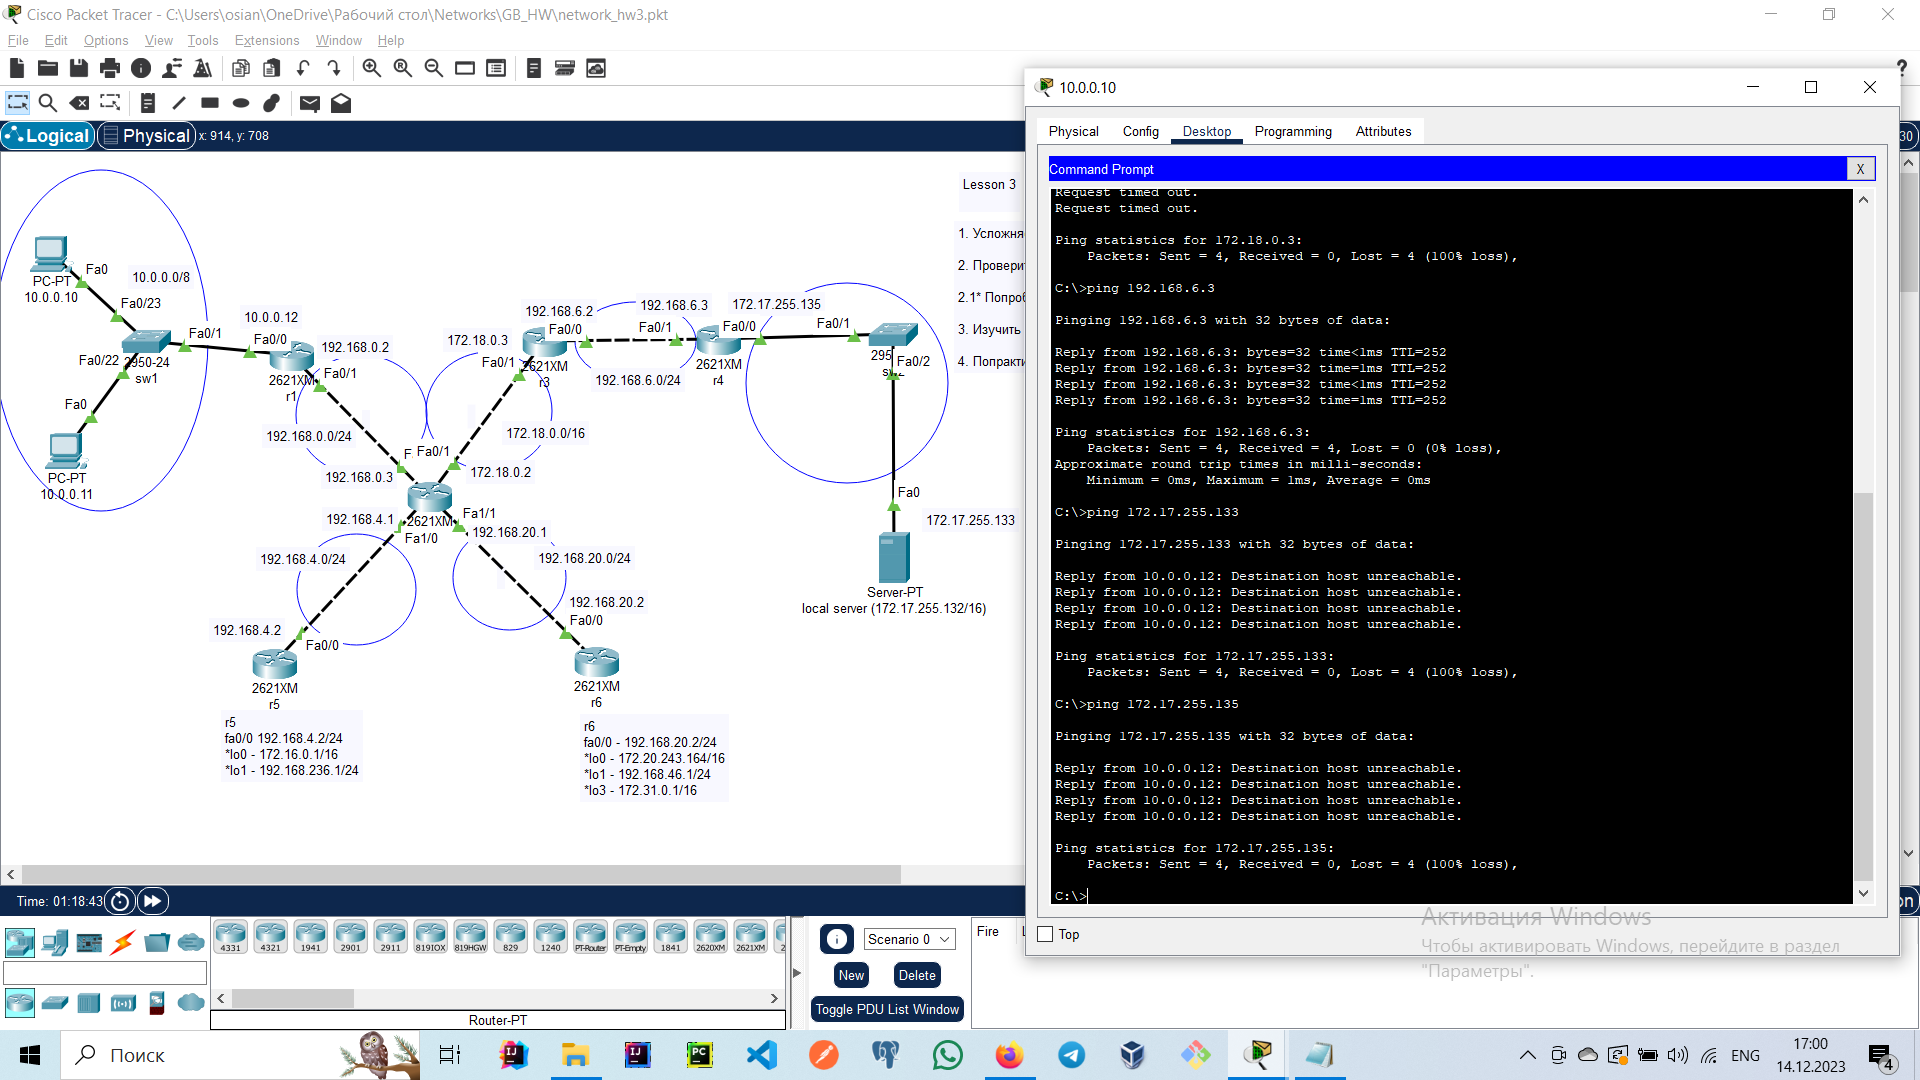 Cisco Packet Tracer - C:\Users\osian\OneDrive\Рабочий стол\Networks\GB_HW\network_hw3.pkt
File Edit Options View Tools Extensions Window Help
Logical Physical x: 914, y: 708
30
Lesson 3
1. Усложня
2. Провери
2.1* Попроб
3. Изучить
4. Попракти
PC-PT
10.0.0.10
Fa0
10.0.0.0/8
Fa0/23
Fa0/1
Fa0/22
2950-24
sw1
Fa0
PC-PT
10.0.0.11
10.0.0.12
Fa0/0
2621XM
r1
192.168.0.2
Fa0/1
192.168.0.0/24
192.168.0.3
F
Fa0/1
172.18.0.3
Fa0/1
172.18.0.0/16
172.18.0.2
192.168.6.2
Fa0/0
2621XM
r3
192.168.6.3
Fa0/1
192.168.6.0/24
172.17.255.135
Fa0/0
2621XM
r4
Fa0/1
295
sw2
Fa0/2
Fa0
172.17.255.133
Server-PT
local server (172.17.255.132/16)
2621XM
192.168.4.1
Fa1/0
Fa1/1
192.168.20.1
192.168.4.0/24
192.168.20.0/24
192.168.4.2
Fa0/0
2621XM
r5
192.168.20.2
Fa0/0
2621XM
r6
r5
fa0/0 192.168.4.2/24
*lo0 - 172.16.0.1/16
*lo1 - 192.168.236.1/24
r6
fa0/0 - 192.168.20.2/24
*lo0 - 172.20.243.164/16
*lo1 - 192.168.46.1/24
*lo3 - 172.31.0.1/16
10.0.0.10
Physical Config Desktop Programming Attributes
Command Prompt
X
Request timed out.
Request timed out.
Ping statistics for 172.18.0.3:
Packets: Sent = 4, Received = 0, Lost = 4 (100% loss),
C:\>ping 192.168.6.3
Pinging 192.168.6.3 with 32 bytes of data:
Reply from 192.168.6.3: bytes=32 time<1ms TTL=252
Reply from 192.168.6.3: bytes=32 time=1ms TTL=252
Reply from 192.168.6.3: bytes=32 time<1ms TTL=252
Reply from 192.168.6.3: bytes=32 time=1ms TTL=252
Ping statistics for 192.168.6.3:
Packets: Sent = 4, Received = 4, Lost = 0 (0% loss),
Approximate round trip times in milli-seconds:
Minimum = 0ms, Maximum = 1ms, Average = 0ms
C:\>ping 172.17.255.133
Pinging 172.17.255.133 with 32 bytes of data:
Reply from 10.0.0.12: Destination host unreachable.
Reply from 10.0.0.12: Destination host unreachable.
Reply from 10.0.0.12: Destination host unreachable.
Reply from 10.0.0.12: Destination host unreachable.
Ping statistics for 172.17.255.133:
Packets: Sent = 4, Received = 0, Lost = 4 (100% loss),
C:\>ping 172.17.255.135
Pinging 172.17.255.135 with 32 bytes of data:
Reply from 10.0.0.12: Destination host unreachable.
Reply from 10.0.0.12: Destination host unreachable.
Reply from 10.0.0.12: Destination host unreachable.
Reply from 10.0.0.12: Destination host unreachable.
Ping statistics for 172.17.255.135:
Packets: Sent = 4, Received = 0, Lost = 4 (100% loss),
C:\>
Top
Активация Windows
Чтобы активировать Windows, перейдите в раздел
"Параметры".
Time: 01:18:43
on
4331 4321 1941 2901 2911 819IOX 819HGW 829 1240 PT-Router PT-Empty 1841 2620XM 2621XM 2
Router-PT
Scenario 0
New Delete
Toggle PDU List Window
Fire
Поиск
ENG
17:00
14.12.2023
4